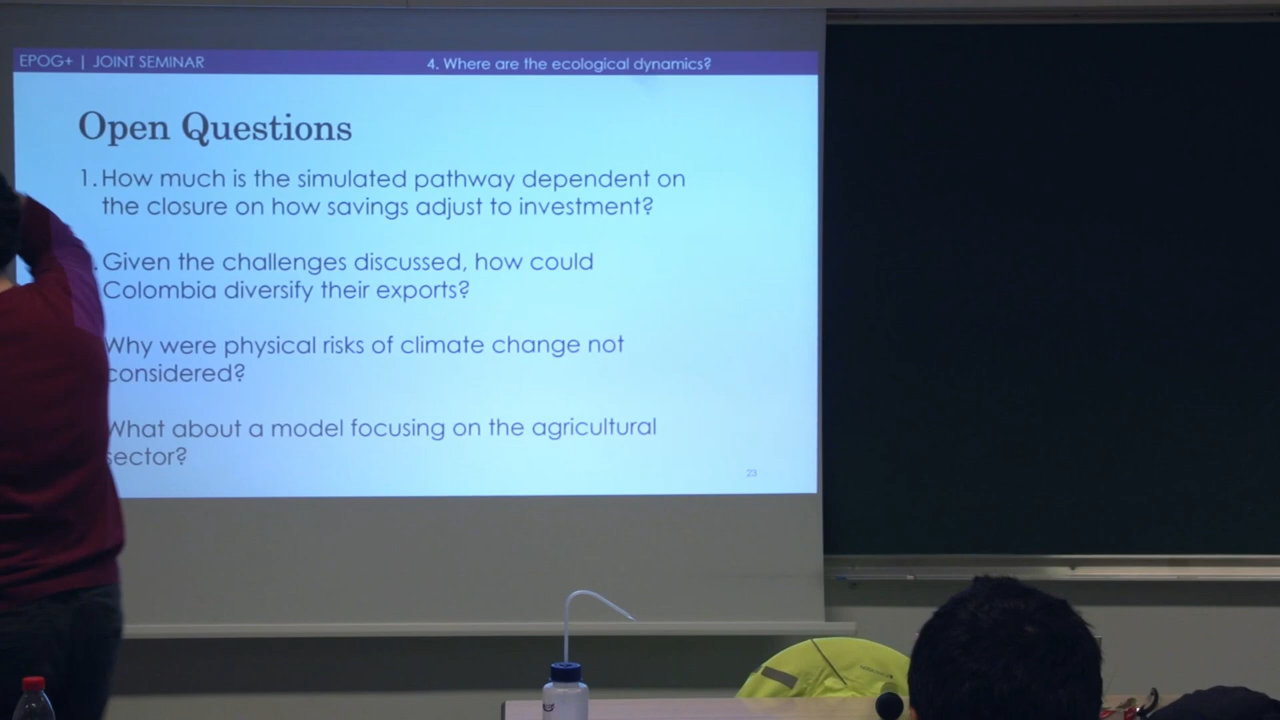 EPOG+ | JOINT SEMINAR
4. Where are the ecological dynamics?
Open Questions
1. How much is the simulated pathway dependent on
the closure on how savings adjust to investment?
. Given the challenges discussed, how could
Colombia diversify their exports?
Why were physical risks of climate change not
considered?
What about a model focusing on the agricultural
sector?
23